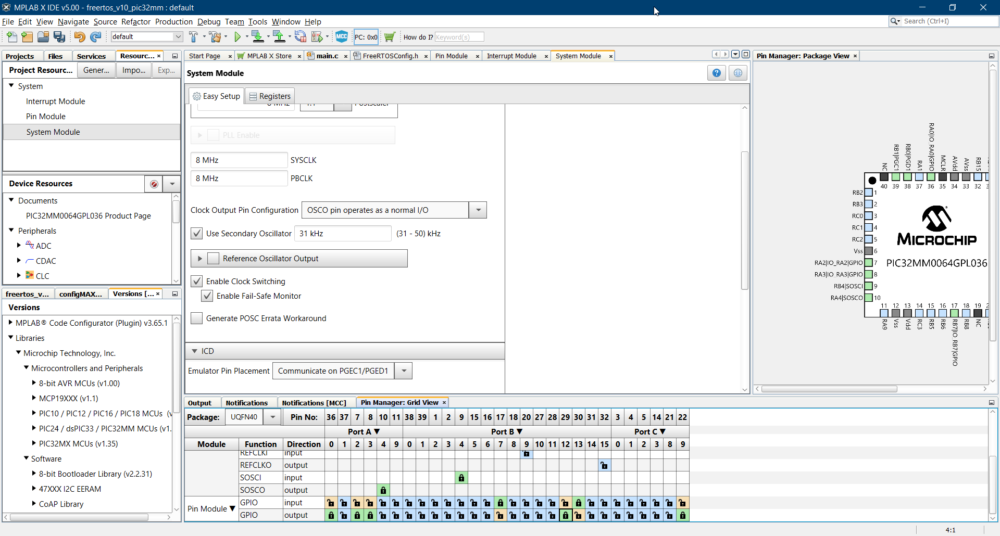 MPLAB X IDE v5.00 - freertos_v10_pic32mm : default
File Edit View Navigate Source Refactor Production Debug Team Tools Window Help
Search (Ctrl+I)
default
MCC
PC: 0x0
How do I?
Keyword(s)
Projects
Files
Services
Resourc...
Project Resourc...
Gener...
Impo...
Exp...
System
Interrupt Module
Pin Module
System Module
Device Resources
Documents
PIC32MM0064GPL036 Product Page
Peripherals
ADC
CDAC
CLC
freertos_v...
configMAX...
Versions [...
Versions
MPLAB® Code Configurator (Plugin) v3.65.1
Libraries
Microchip Technology, Inc.
Microcontrollers and Peripherals
8-bit AVR MCUs (v1.00)
MCP19XXX (v1.1)
PIC10 / PIC12 / PIC16 / PIC18 MCUs (v
PIC24 / dsPIC33 / PIC32MM MCUs (v1.
PIC32MX MCUs (v1.35)
Software
8-bit Bootloader Library (v2.2.31)
47XXX I2C EERAM
CoAP Library
Start Page
MPLAB X Store
main.c
FreeRTOSConfig.h
Pin Module
Interrupt Module
System Module
System Module
Easy Setup
Registers
8 MHz
1:1
Postscaler
PLL Enable
8 MHz SYSCLK
8 MHz PBCLK
Clock Output Pin Configuration OSCO pin operates as a normal I/O
Use Secondary Oscillator 31 kHz (31 - 50) kHz
Reference Oscillator Output
Enable Clock Switching
Enable Fail-Safe Monitor
Generate POSC Errata Workaround
ICD
Emulator Pin Placement Communicate on PGEC1/PGED1
Pin Manager: Package View
NC
RB1|PGC1
RB0|PGD1
RA1
RA0|IO_RA0|GPIO
MCLR
AVdd
AVss
RB15
40 39 38 37 36 35 34 33 32
RB2 1
RB3 2
RC0 3
RC1 4
RC2 5
Vss 6
RA2|IO_RA2|GPIO 7
RA3|IO_RA3|GPIO 8
RB4|SOSCI 9
RA4|SOSCO 10
MICROCHIP
PIC32MM0064GPL036
11 12 13 14 15 16 17 18 19
RA9
Vss
Vdd
RC3
RB5
RB6
RB7|IO_RB7|GPIO
RB8
NC
Output
Notifications
Notifications [MCC]
Pin Manager: Grid View
Package: UQFN40 Pin No: 36 37 7 8 10 11 38 39 1 2 9 15 16 17 18 20 27 28 29 30 31 32 3 4 5 14 21 22
Port A ▼ Port B ▼ Port C ▼
Module Function Direction 0 1 2 3 4 9 0 1 2 3 4 5 6 7 8 9 10 11 12 13 14 15 0 1 2 3 8 9
REFCLKI input
REFCLKO output
SOSCI input
SOSCO output
Pin Module ▼
GPIO input
GPIO output
4:1